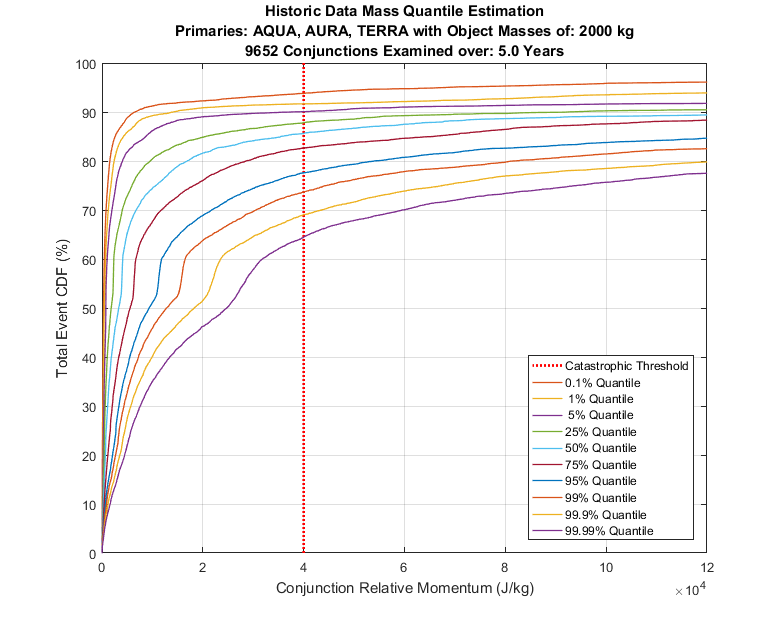 Historic Data Mass Quantile Estimation
Primaries: AQUA, AURA, TERRA with Object Masses of: 2000 kg
9652 Conjunctions Examined over: 5.0 Years
Total Event CDF (%)
100
90
80
70
60
50
40
30
20
10
0
Catastrophic Threshold
0.1% Quantile
1% Quantile
5% Quantile
25% Quantile
50% Quantile
75% Quantile
95% Quantile
99% Quantile
99.9% Quantile
99.99% Quantile
0 2 4 6 8 10 12
Conjunction Relative Momentum (J/kg)
×10⁴